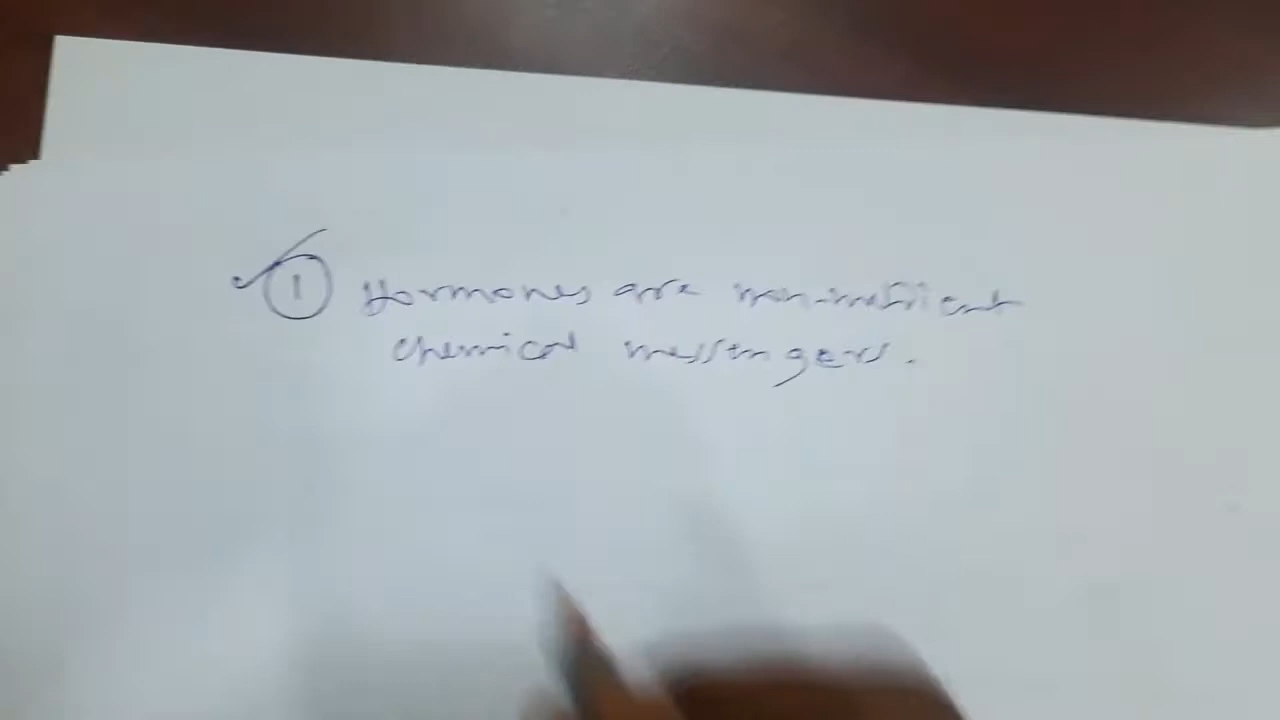 ① Hormones are non-nutrient
chemical messengers.